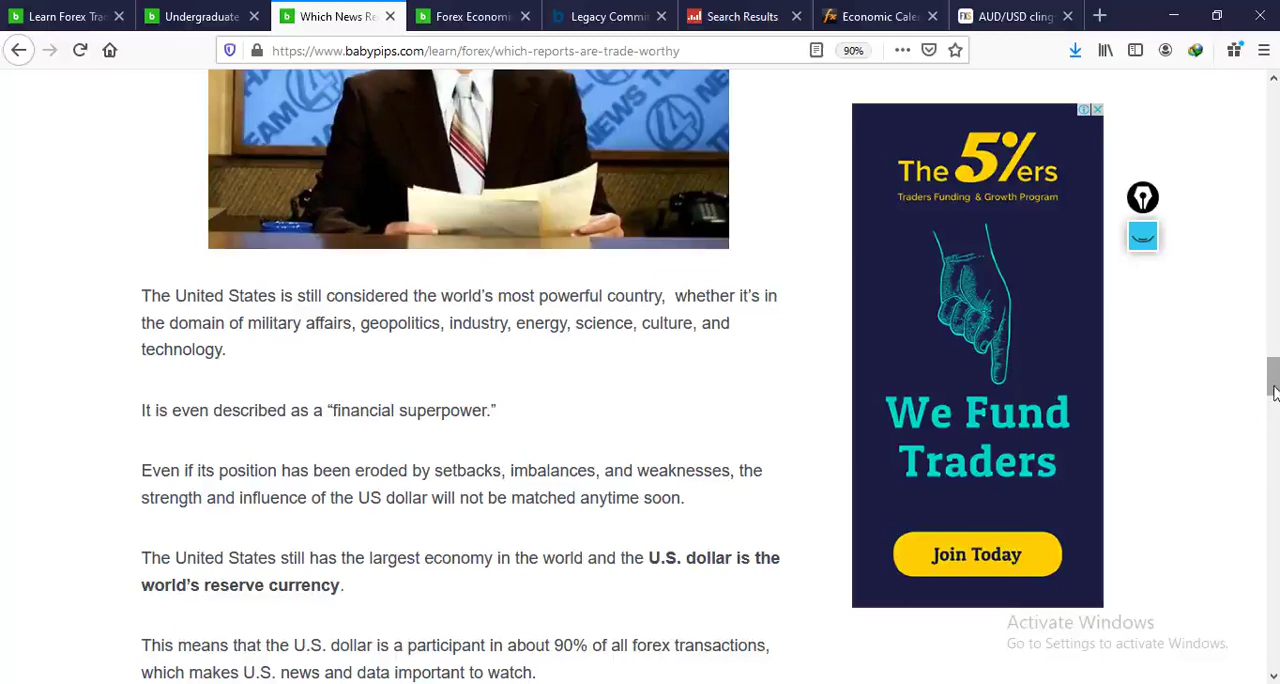 Learn Forex Tra
Undergraduate
Which News Re
Forex Economi
Legacy Commi
Search Results
Economic Cale
AUD/USD cling
https://www.babypips.com/learn/forex/which-reports-are-trade-worthy
90%
TEAM 4
NEWS
The United States is still considered the world’s most powerful country, whether it’s in
the domain of military affairs, geopolitics, industry, energy, science, culture, and
technology.
It is even described as a “financial superpower.”
Even if its position has been eroded by setbacks, imbalances, and weaknesses, the
strength and influence of the US dollar will not be matched anytime soon.
The United States still has the largest economy in the world and the U.S. dollar is the
world’s reserve currency.
This means that the U.S. dollar is a participant in about 90% of all forex transactions,
which makes U.S. news and data important to watch.
The 5%ers
Traders Funding & Growth Program
We Fund
Traders
Join Today
Activate Windows
Go to Settings to activate Windows.